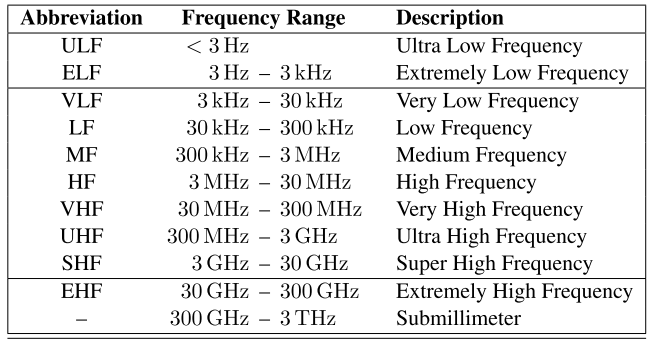 Abbreviation Frequency Range Description
ULF < 3 Hz Ultra Low Frequency
ELF 3 Hz – 3 kHz Extremely Low Frequency
VLF 3 kHz – 30 kHz Very Low Frequency
LF 30 kHz – 300 kHz Low Frequency
MF 300 kHz – 3 MHz Medium Frequency
HF 3 MHz – 30 MHz High Frequency
VHF 30 MHz – 300 MHz Very High Frequency
UHF 300 MHz – 3 GHz Ultra High Frequency
SHF 3 GHz – 30 GHz Super High Frequency
EHF 30 GHz – 300 GHz Extremely High Frequency
– 300 GHz – 3 THz Submillimeter